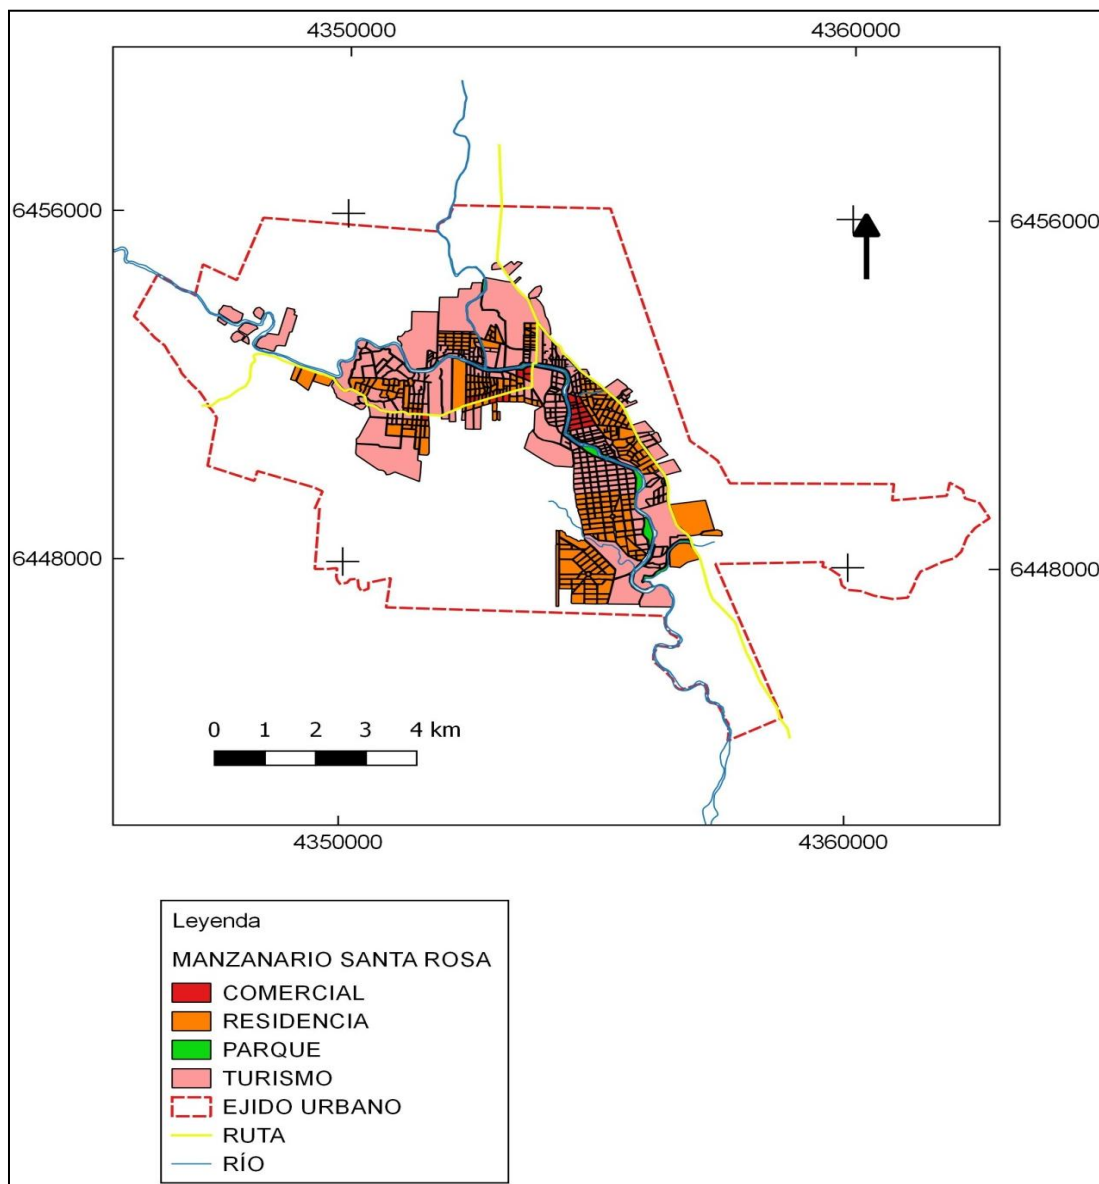 4350000 4360000
6456000 6456000
6448000 6448000
0 1 2 3 4 km
4350000 4360000
Leyenda
MANZANARIO SANTA ROSA
COMERCIAL
RESIDENCIA
PARQUE
TURISMO
EJIDO URBANO
RUTA
RÍO